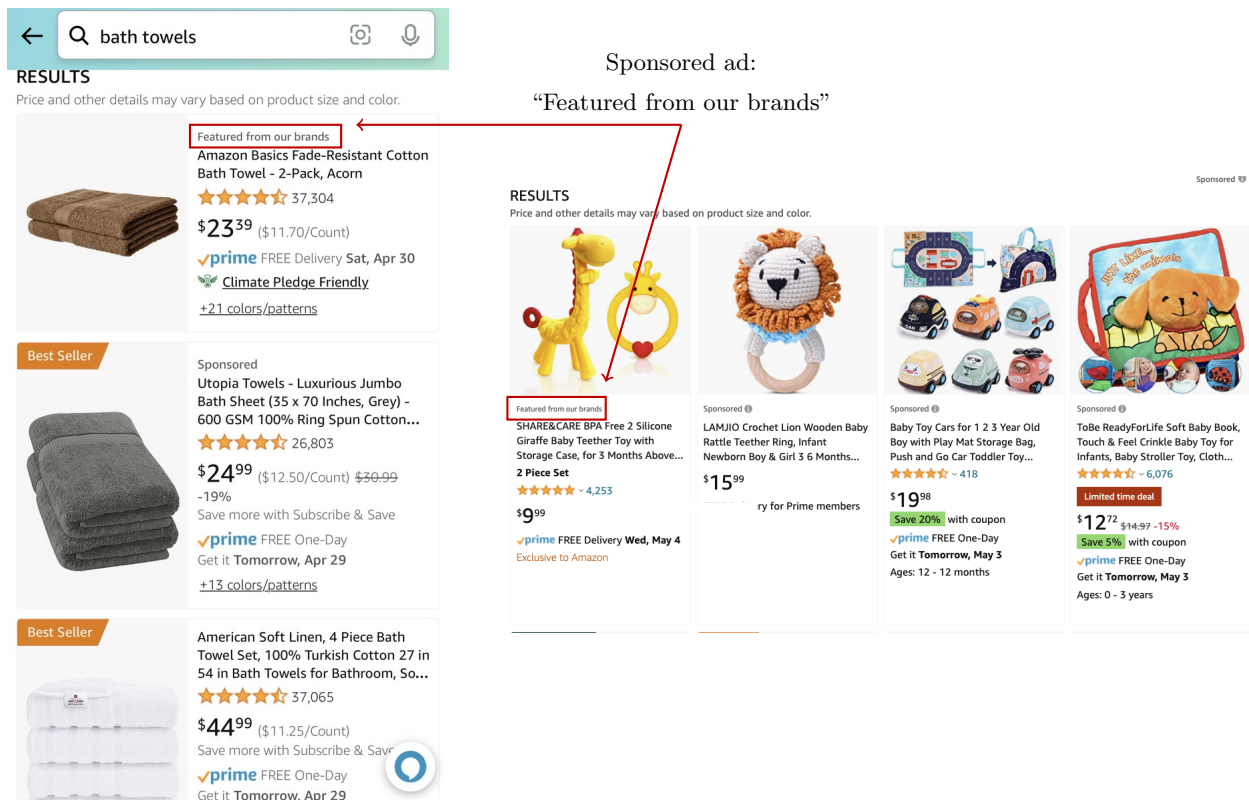 bath towels
RESULTS
Price and other details may vary based on product size and color.
Featured from our brands
Amazon Basics Fade-Resistant Cotton
Bath Towel - 2-Pack, Acorn
37,304
$2339 ($11.70/Count)
prime FREE Delivery Sat, Apr 30
Climate Pledge Friendly
+21 colors/patterns
Best Seller
Sponsored
Utopia Towels - Luxurious Jumbo
Bath Sheet (35 x 70 Inches, Grey) -
600 GSM 100% Ring Spun Cotton...
26,803
$2499 ($12.50/Count) $30.99
-19%
Save more with Subscribe & Save
prime FREE One-Day
Get it Tomorrow, Apr 29
+13 colors/patterns
Best Seller
American Soft Linen, 4 Piece Bath
Towel Set, 100% Turkish Cotton 27 in
54 in Bath Towels for Bathroom, So...
37,065
$4499 ($11.25/Count)
Save more with Subscribe & Save
prime FREE One-Day
Get it Tomorrow, Apr 29
Sponsored ad:
“Featured from our brands”
Sponsored
RESULTS
Price and other details may vary based on product size and color.
Featured from our brands
SHARE&CARE BPA Free 2 Silicone
Giraffe Baby Teether Toy with
Storage Case, for 3 Months Above...
2 Piece Set
4,253
$999
prime FREE Delivery Wed, May 4
Exclusive to Amazon
Sponsored
LAMJIO Crochet Lion Wooden Baby
Rattle Teether Ring, Infant
Newborn Boy & Girl 3 6 Months...
$1599
ry for Prime members
Sponsored
Baby Toy Cars for 1 2 3 Year Old
Boy with Play Mat Storage Bag,
Push and Go Car Toddler Toy...
418
$1998
Save 20% with coupon
prime FREE One-Day
Get it Tomorrow, May 3
Ages: 12 - 12 months
JUST LIKE...
the animals
Sponsored
ToBe ReadyForLife Soft Baby Book,
Touch & Feel Crinkle Baby Toy for
Infants, Baby Stroller Toy, Cloth...
6,076
Limited time deal
$1272 $14.97 -15%
Save 5% with coupon
prime FREE One-Day
Get it Tomorrow, May 3
Ages: 0 - 3 years